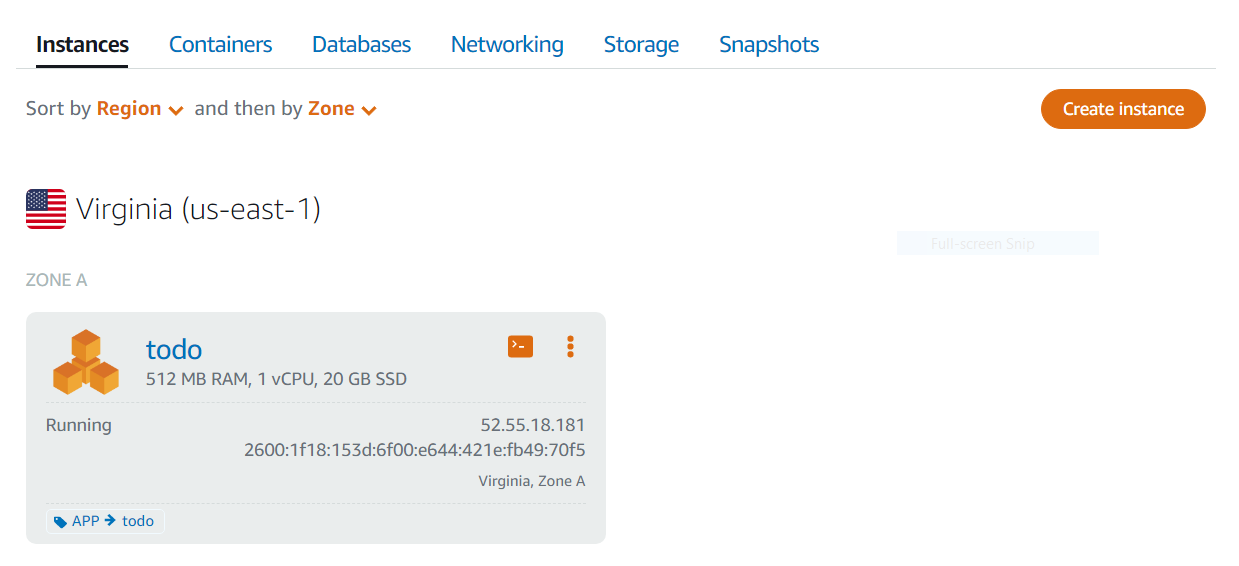 Instances Containers Databases Networking Storage Snapshots
Sort by Region and then by Zone Create instance
Virginia (us-east-1)
Full-screen Snip
ZONE A
todo
512 MB RAM, 1 vCPU, 20 GB SSD
Running 52.55.18.181
2600:1f18:153d:6f00:e644:421e:fb49:70f5
Virginia, Zone A
APP → todo